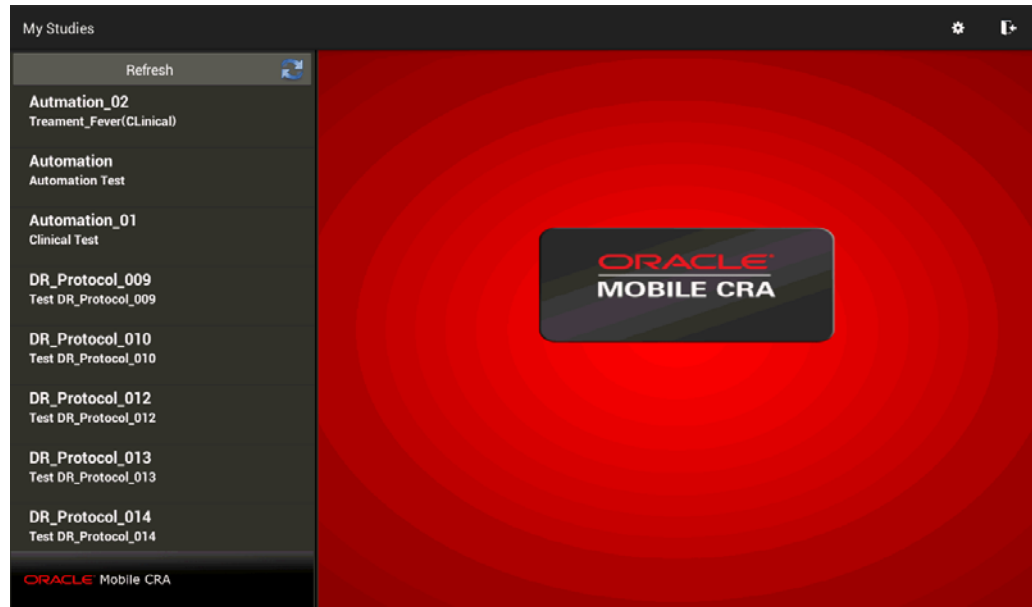 My Studies
Refresh
Autmation_02
Treament_Fever(CLinical)
Automation
Automation Test
Automation_01
Clinical Test
DR_Protocol_009
Test DR_Protocol_009
DR_Protocol_010
Test DR_Protocol_010
DR_Protocol_012
Test DR_Protocol_012
DR_Protocol_013
Test DR_Protocol_013
DR_Protocol_014
Test DR_Protocol_014
ORACLE Mobile CRA
ORACLE
MOBILE CRA